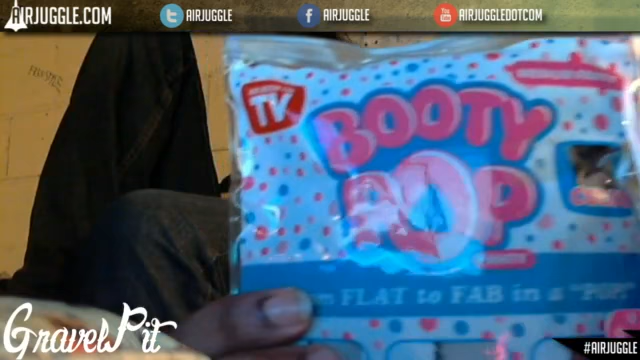 AIRJUGGLE.COM
AIRJUGGLE
AIRJUGGLE
AIRJUGGLEDOTCOM
TV
BOOTY
POP
FLAT to FAB in a "POP"
GravelPit
#AIRJUGGLE